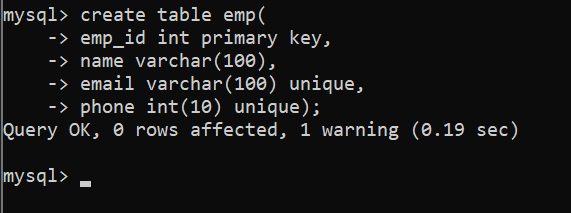 mysql> create table emp(
    -> emp_id int primary key,
    -> name varchar(100),
    -> email varchar(100) unique,
    -> phone int(10) unique);
Query OK, 0 rows affected, 1 warning (0.19 sec)
mysql>